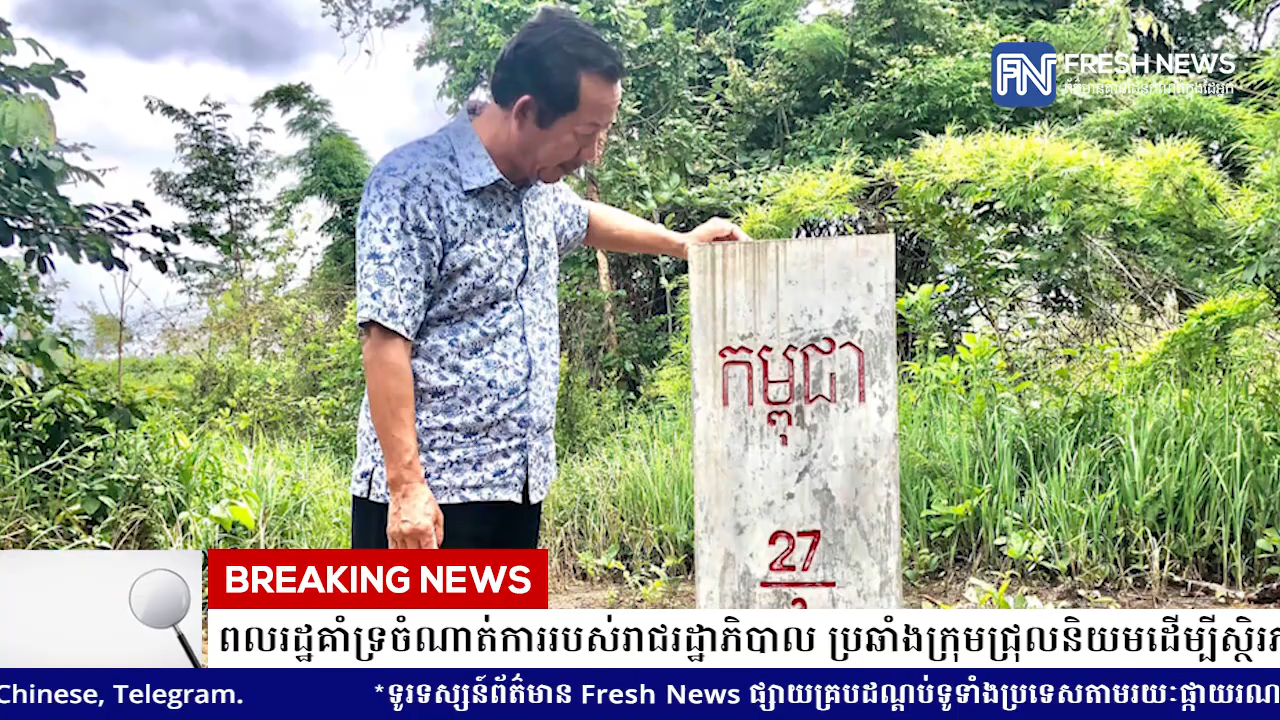 FN FRESH NEWS
កម្ពុជា
27
BREAKING NEWS
ពលរដ្ឋគាំទ្រចំណាត់ការរបស់រាជរដ្ឋាភិបាល ប្រឆាំងក្រុមជ្រុលនិយមដើម្បីស្ថិរភ
Chinese, Telegram. *ទូរទស្សន៍ព័ត៌មាន Fresh News ផ្សាយគ្របដណ្តប់ទូទាំងប្រទេសតាមរយៈផ្កាយរណ